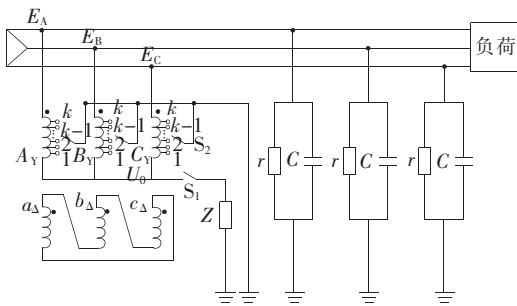 E_A
E_B
E_C
负荷
k k k
k-1 k-1 k-1
2 2 2 S_2
1 1 1
A_Y B_Y C_Y
U_0
S_1
a_Δ b_Δ c_Δ
Z
r C r C r C